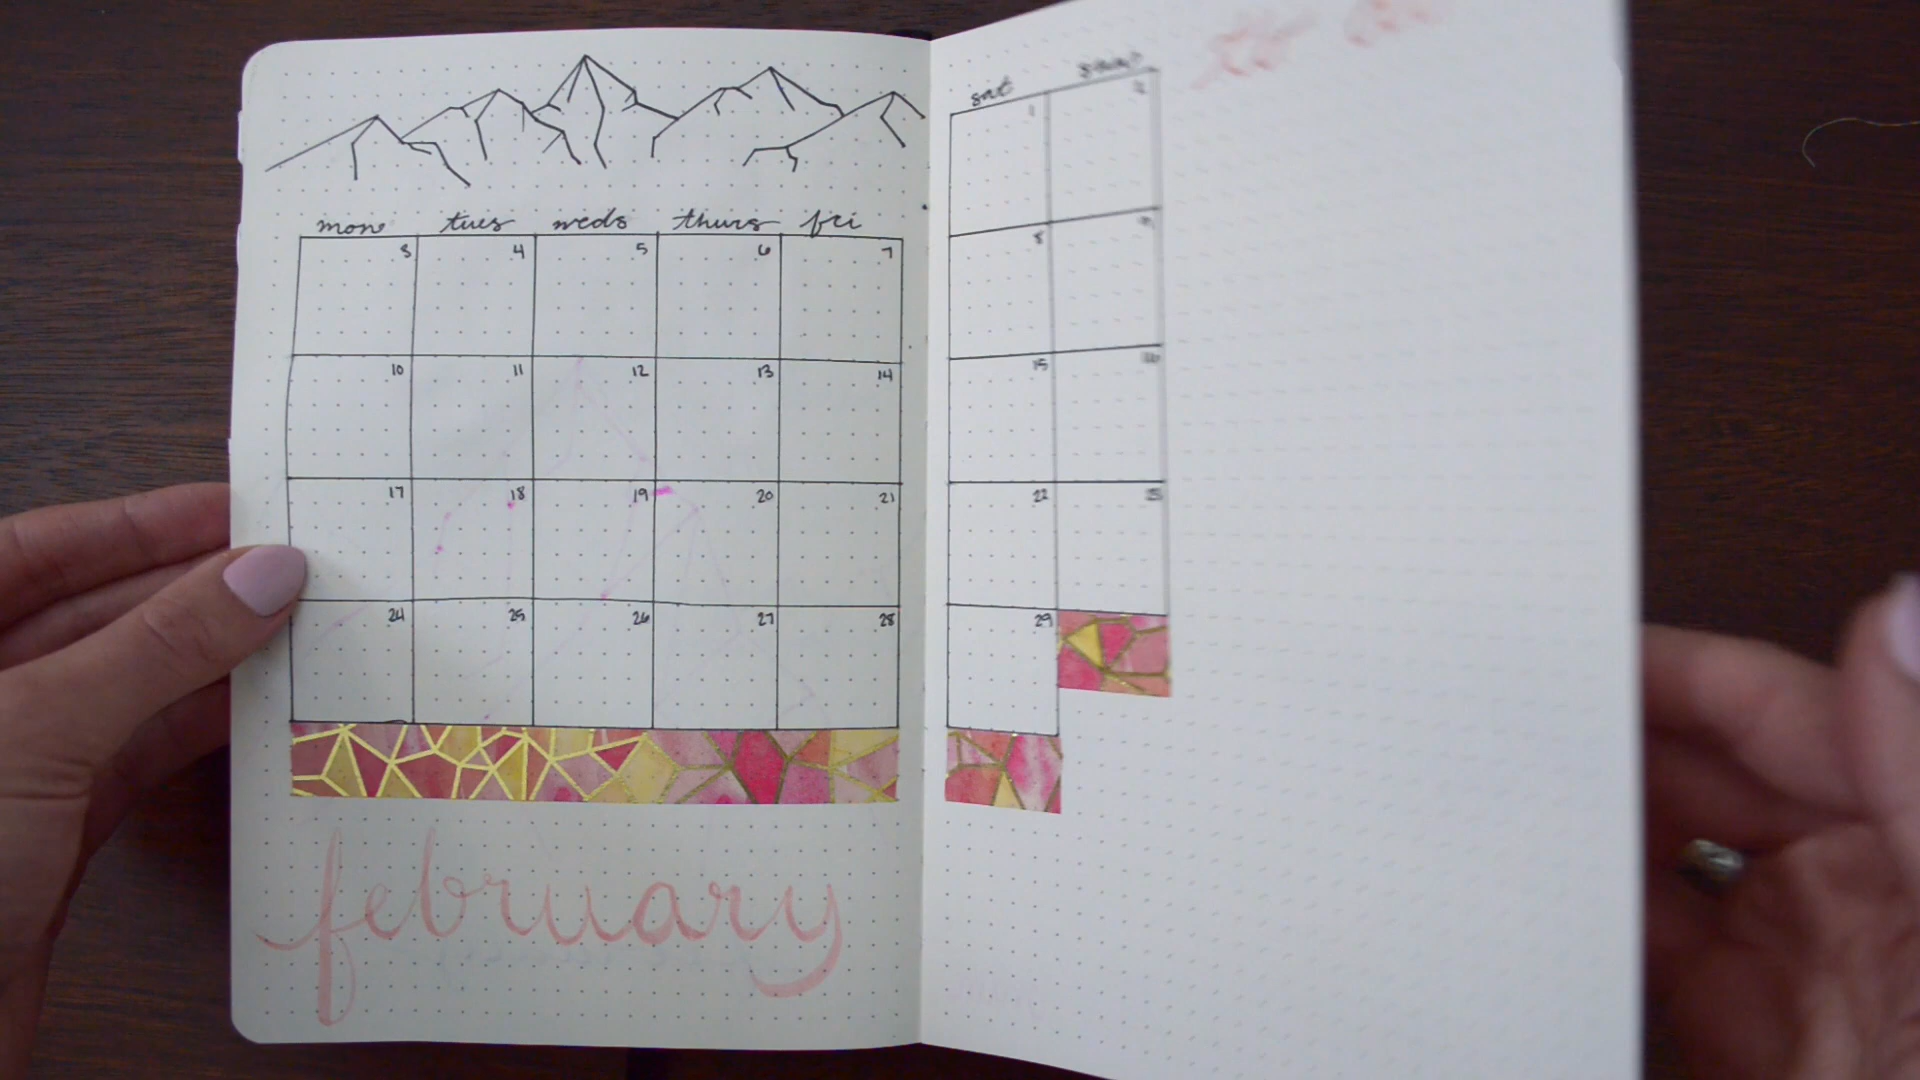 mon tues weds thurs fri
3 4 5 6 7
10 11 12 13 14
17 18 19 20 21
24 25 26 27 28
february
sat sun
1 2
8 9
15 16
22 23
29